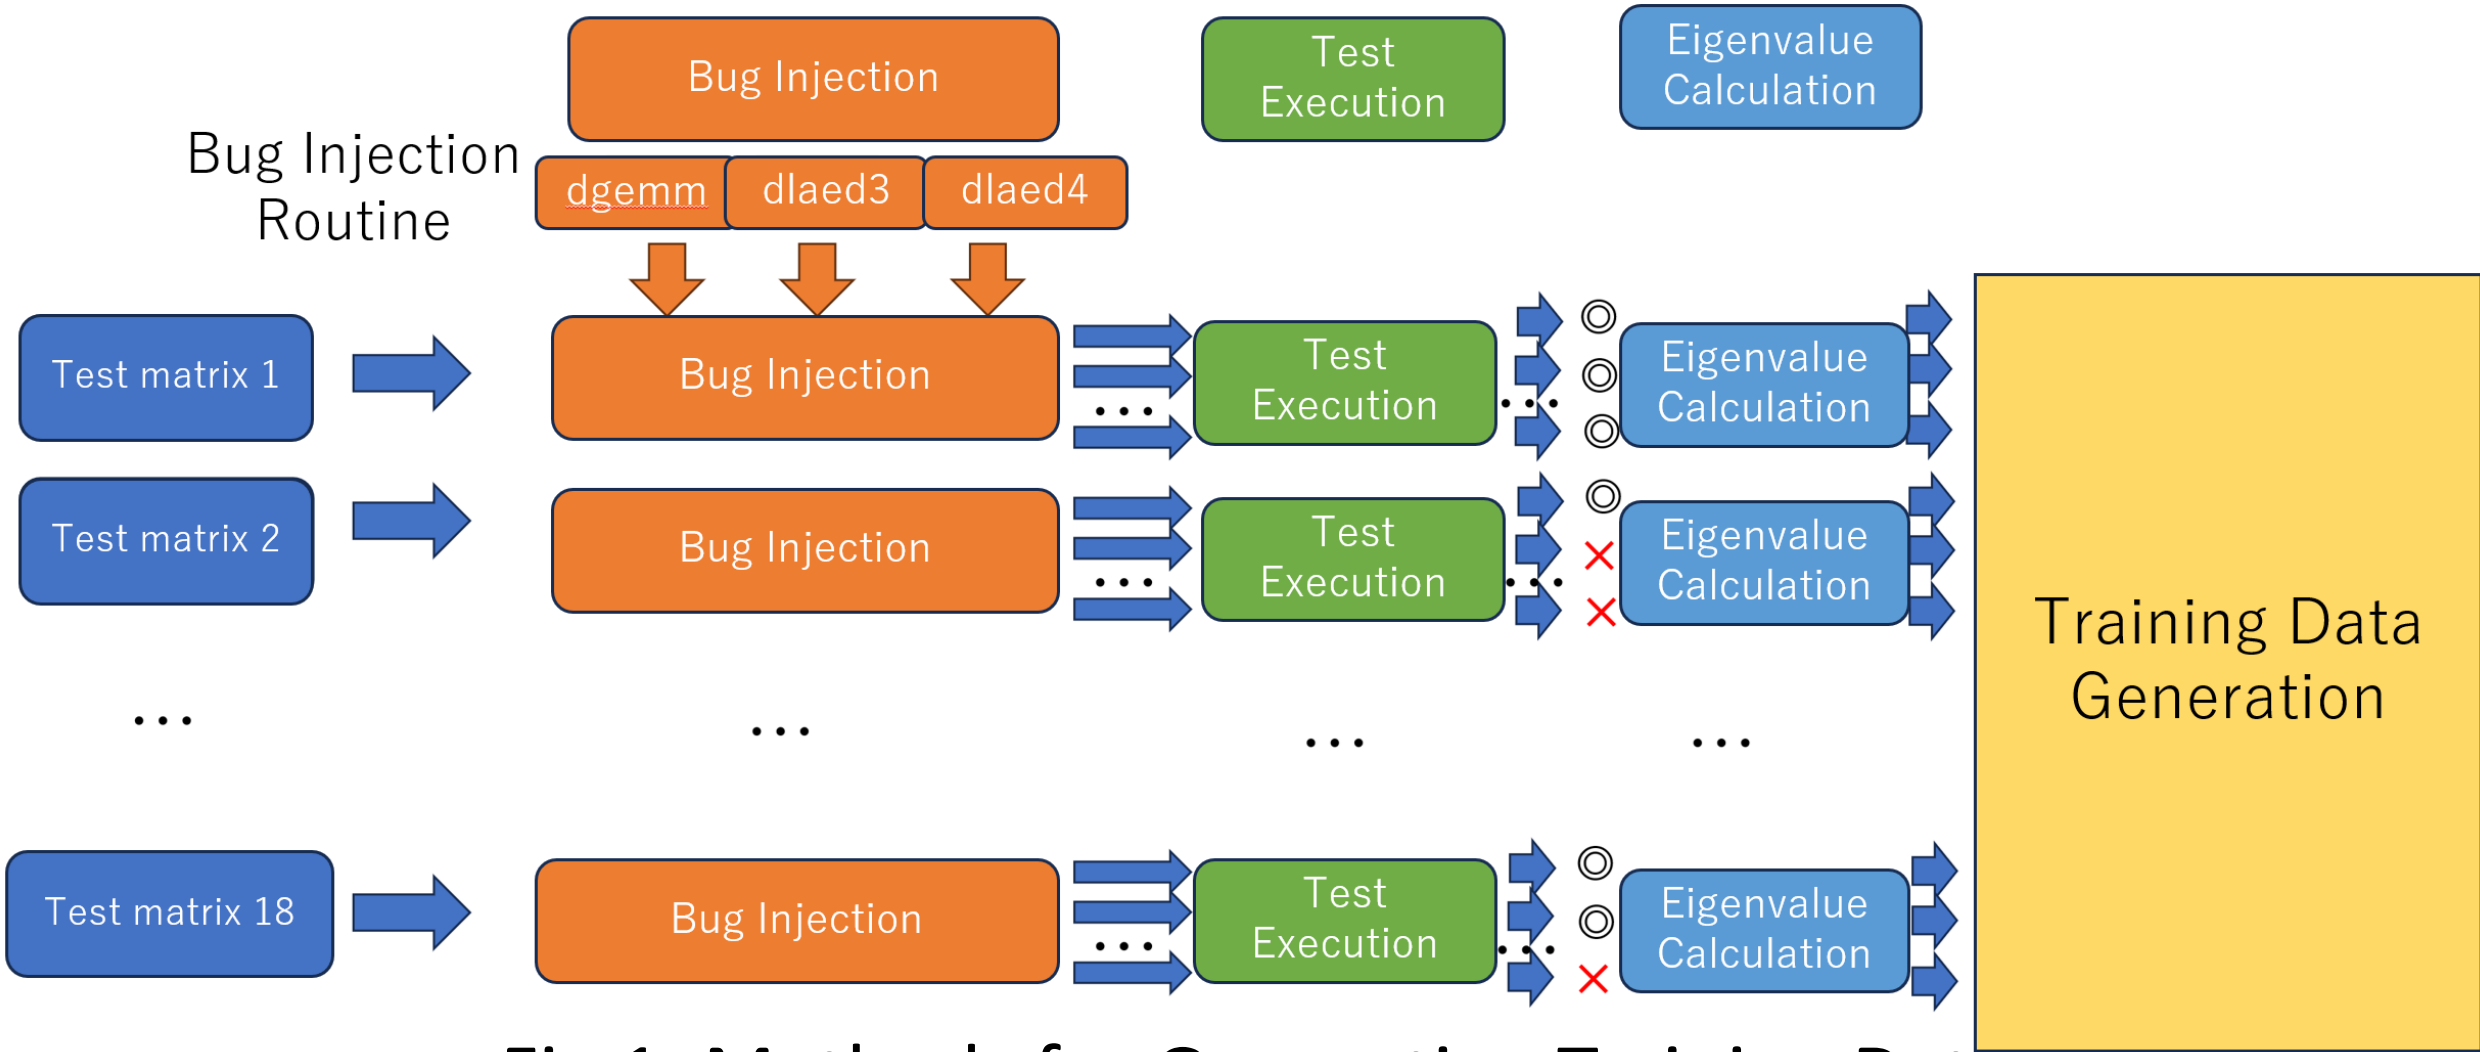 Bug Injection
Test
Execution
Eigenvalue
Calculation
Bug Injection
Routine
dgemm
dlaed3
dlaed4
Test matrix 1
Bug Injection
...
Test
Execution
...
Eigenvalue
Calculation
Test matrix 2
Bug Injection
...
Test
Execution
...
Eigenvalue
Calculation
Training Data
Generation
...
...
...
...
Test matrix 18
Bug Injection
...
Test
Execution
...
Eigenvalue
Calculation